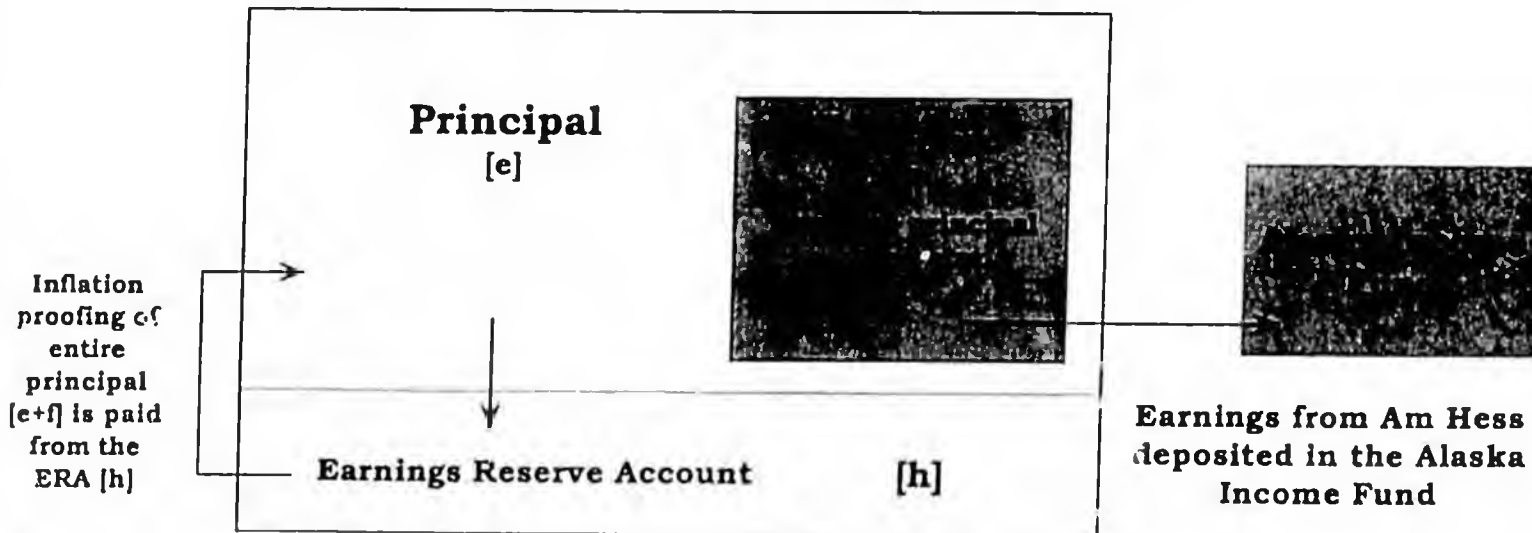 Principal
[e]
principal
Inflation
proofing of
entire
principal
[e+f] is paid
from the
ERA [h]
Earnings Reserve Account [h]
Earnings from Am Hess
deposited in the Alaska
Income Fund